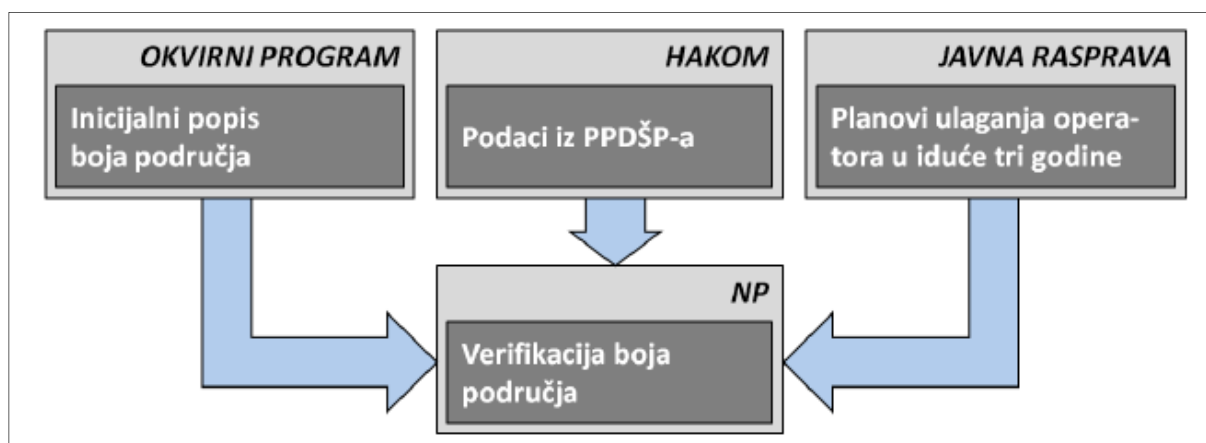 OKVIRNI PROGRAM
Inicijalni popis
boja područja
HAKOM
Podaci iz PPDŠP-a
JAVNA RASPRAVA
Planovi ulaganja opera-
tora u iduće tri godine
NP
Verifikacija boja
područja